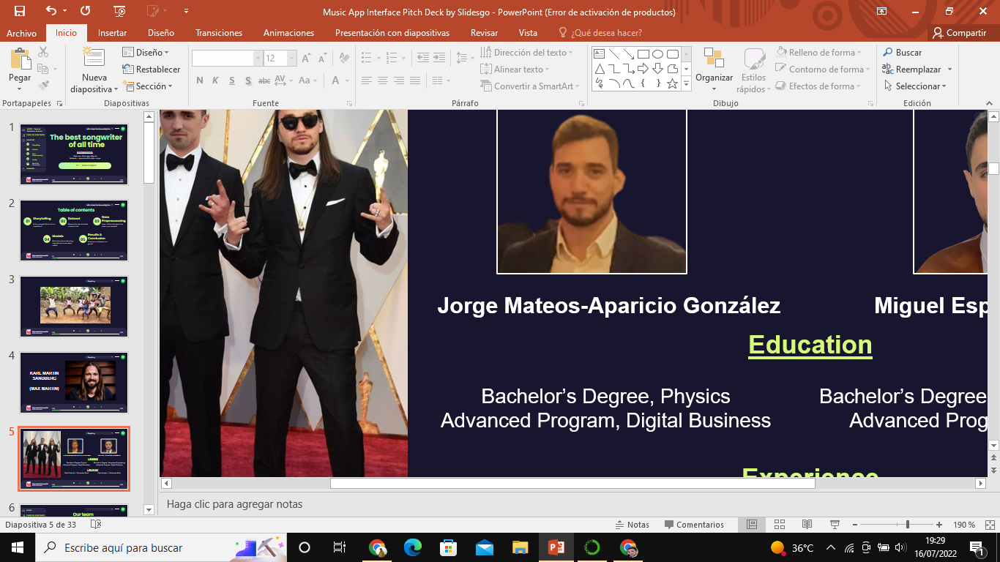 Music App Interface Pitch Deck by Slidesgo - PowerPoint (Error de activación de productos)
Archivo Inicio Insertar Diseño Transiciones Animaciones Presentación con diapositivas Revisar Vista ¿Qué desea hacer? Compartir
Pegar
Nueva diapositiva
Diseño
Restablecer
Sección
12
N K S S abc AV Aa A
Dirección del texto
Alinear texto
Convertir a SmartArt
Organizar
Estilos rápidos
Relleno de forma
Contorno de forma
Efectos de forma
Buscar
Reemplazar
Seleccionar
Portapapeles Diapositivas Fuente Párrafo Dibujo Edición
1
The best songwriter
of all time
2
Table of contents
01 Storytelling
02 Dataset
03 Data
Preprocessing
04 Models
05 Results &
Conclusion
3
4
KARL MARTIN
SANDBERG
(MAX MARTIN)
5
6
Our team
Jorge Mateos-Aparicio González
Miguel Esp
Education
Bachelor’s Degree, Physics
Advanced Program, Digital Business
Bachelor’s Degree
Advanced Prog
Experience
Haga clic para agregar notas
Diapositiva 5 de 33
Notas
Comentarios
190 %
Escribe aquí para buscar
36°C
19:29
16/07/2022
1